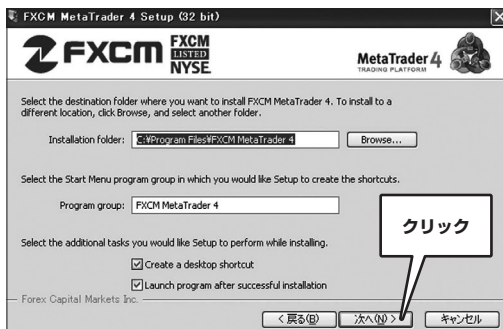 FXCM MetaTrader 4 Setup (32 bit)
FXCM FXCM
LISTED
NYSE
MetaTrader 4
TRADING PLATFORM
Select the destination folder where you want to install FXCM MetaTrader 4. To install to a
different location, click Browse, and select another folder.
Installation folder: C:¥Program Files¥FXCM MetaTrader 4 Browse...
Select the Start Menu program group in which you would like Setup to create the shortcuts.
Program group: FXCM MetaTrader 4
クリック
Select the additional tasks you would like Setup to perform while installing.
Create a desktop shortcut
Launch program after successful installation
Forex Capital Markets Inc.
< 戻る(B) 次へ(N) > キャンセル